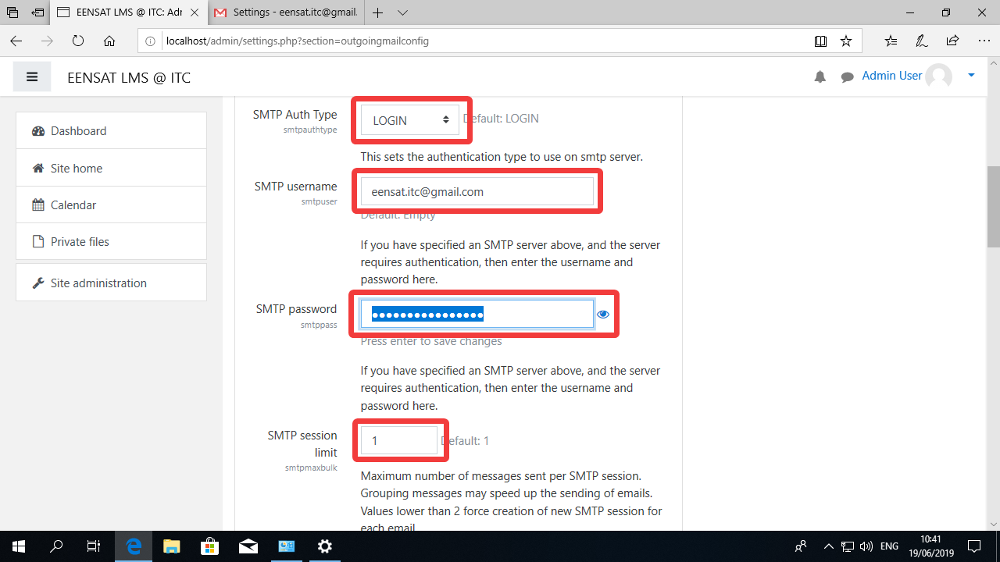 EENSAT LMS @ ITC: Adr
Settings - eensat.itc@gmail.
localhost/admin/settings.php?section=outgoingmailconfig
EENSAT LMS @ ITC
Admin User
Dashboard
Site home
Calendar
Private files
Site administration
SMTP Auth Type
smtpauthtype
LOGIN
Default: LOGIN
This sets the authentication type to use on smtp server.
SMTP username
smtpuser
eensat.itc@gmail.com
Default: Empty
If you have specified an SMTP server above, and the server
requires authentication, then enter the username and
password here.
SMTP password
smtppass
••••••••••••••••
Press enter to save changes
If you have specified an SMTP server above, and the server
requires authentication, then enter the username and
password here.
SMTP session
limit
smtpmaxbulk
1
Default: 1
Maximum number of messages sent per SMTP session.
Grouping messages may speed up the sending of emails.
Values lower than 2 force creation of new SMTP session for
each email
ENG
10:41
19/06/2019